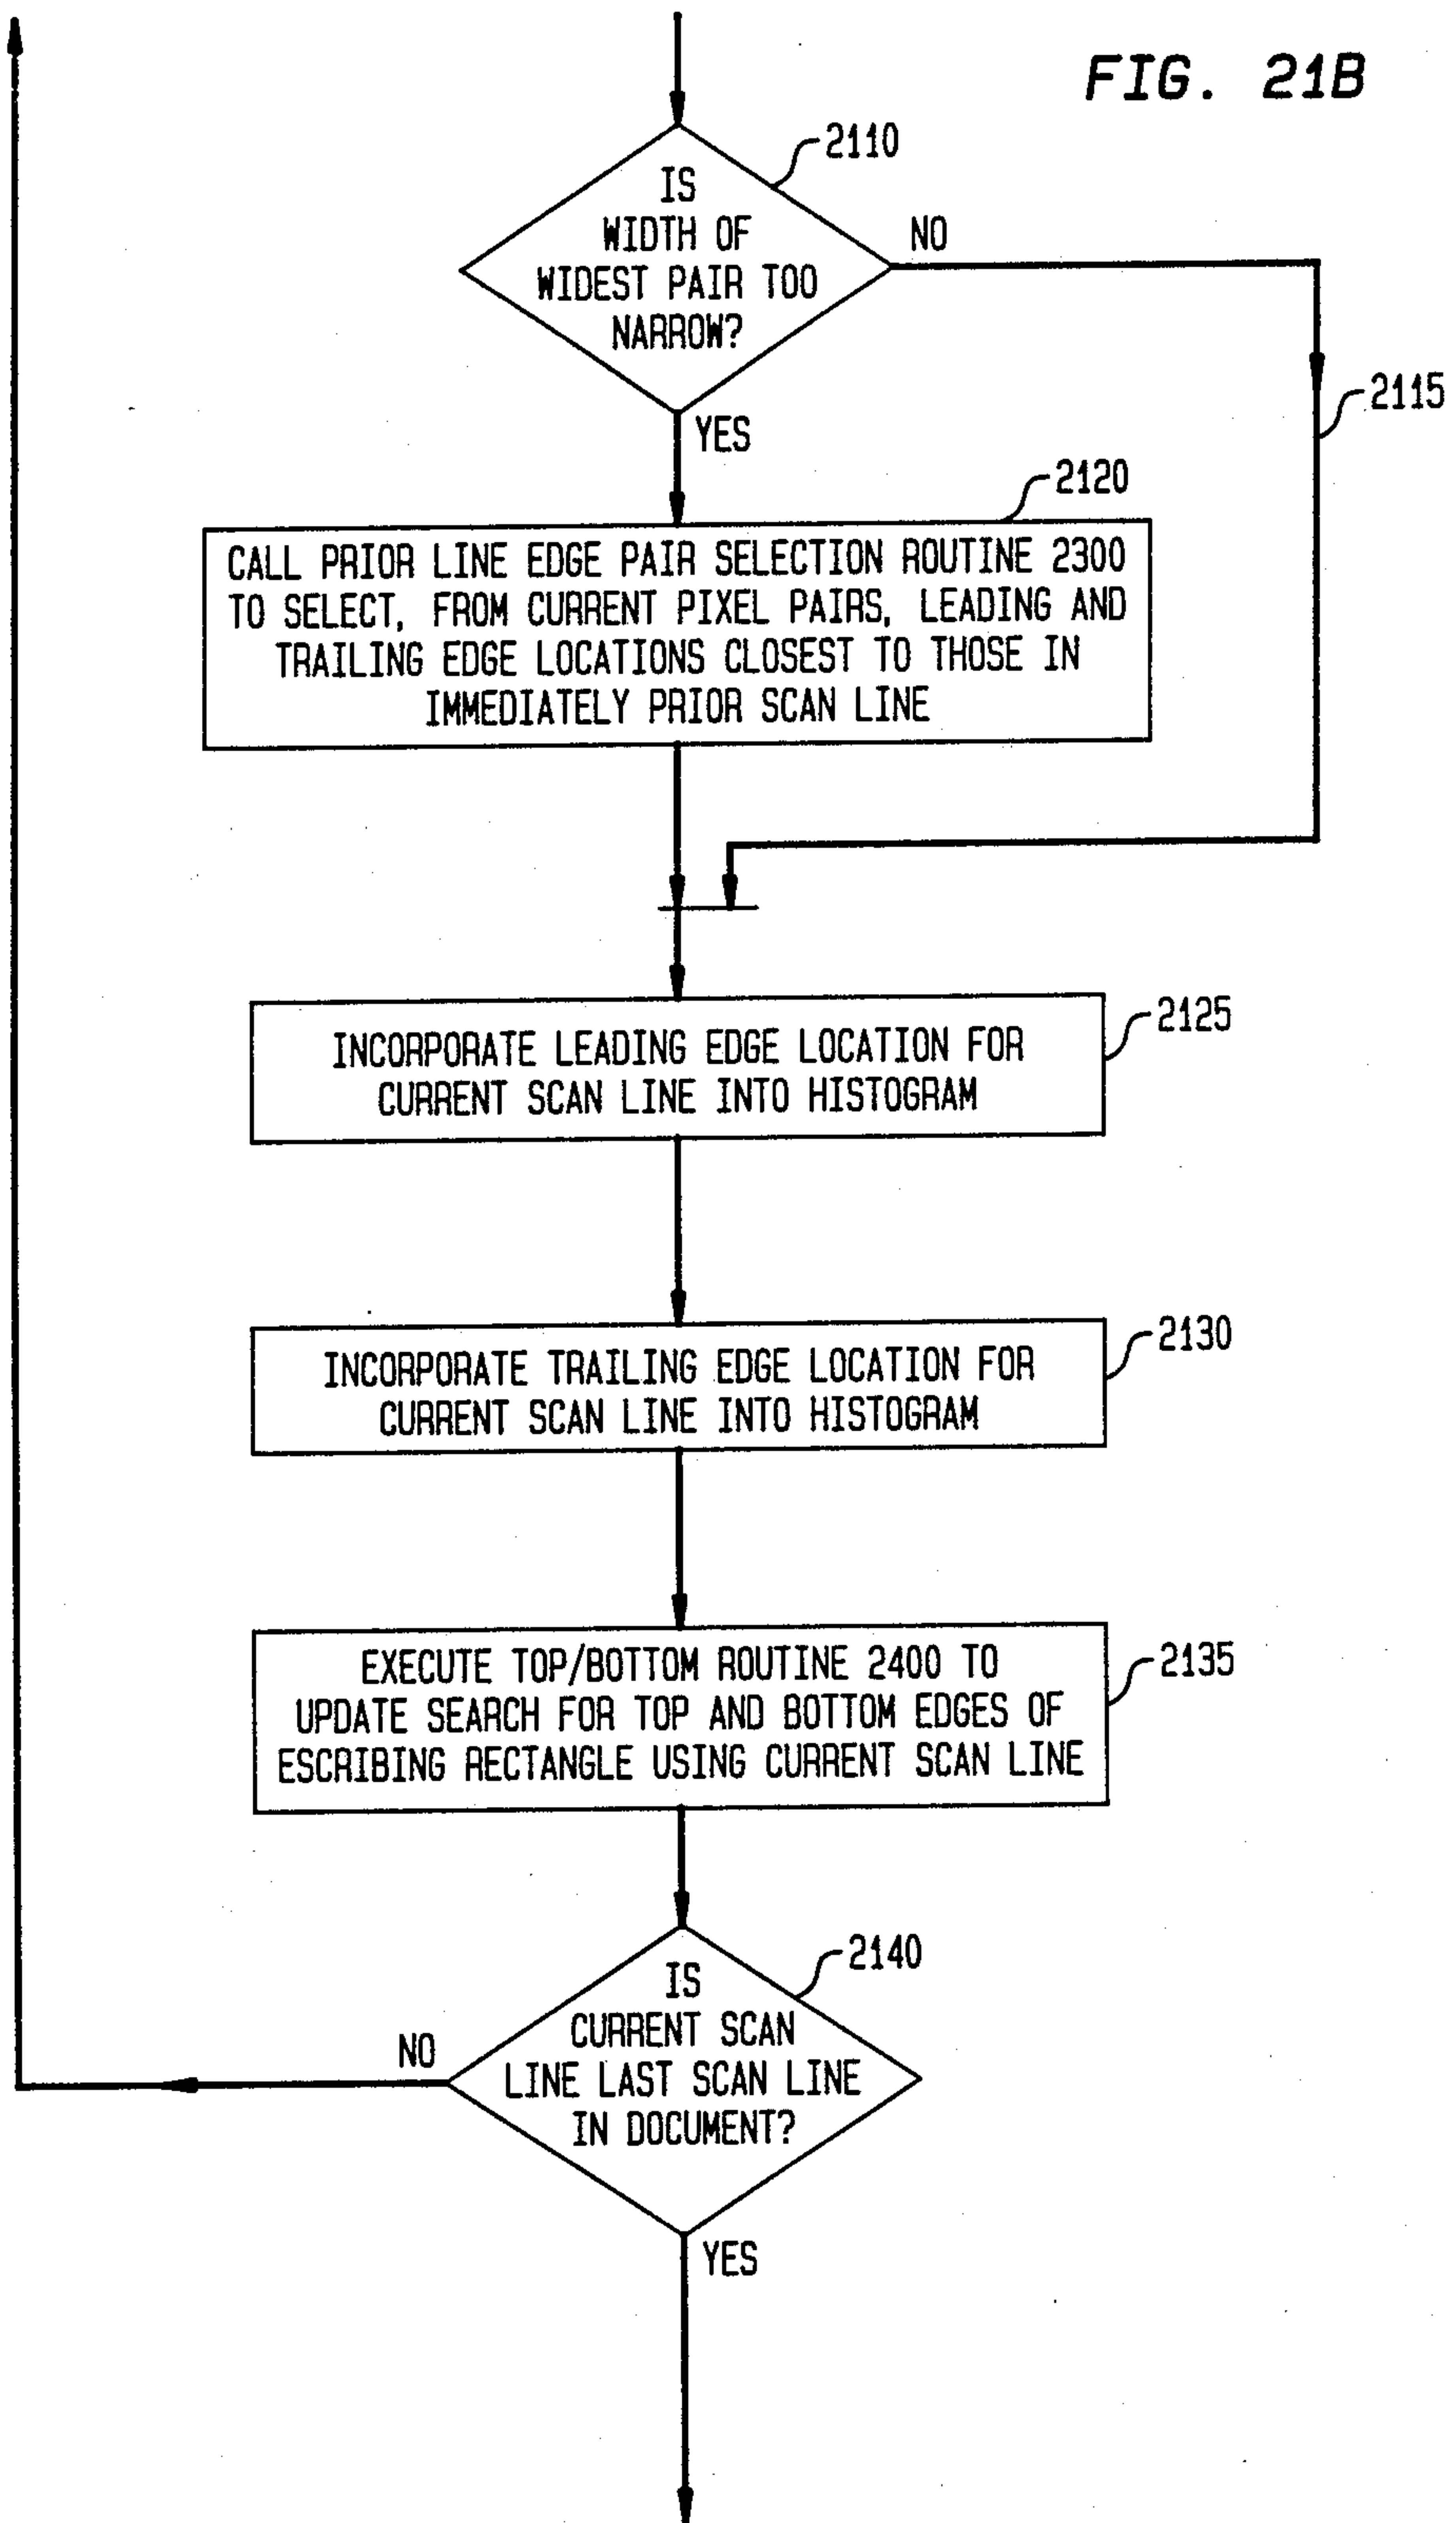 FIG. 21B
2110
IS
WIDTH OF
WIDEST PAIR TOO
NARROW?
NO
2115
YES
2120
CALL PRIOR LINE EDGE PAIR SELECTION ROUTINE 2300
TO SELECT, FROM CURRENT PIXEL PAIRS, LEADING AND
TRAILING EDGE LOCATIONS CLOSEST TO THOSE IN
IMMEDIATELY PRIOR SCAN LINE
2125
INCORPORATE LEADING EDGE LOCATION FOR
CURRENT SCAN LINE INTO HISTOGRAM
2130
INCORPORATE TRAILING EDGE LOCATION FOR
CURRENT SCAN LINE INTO HISTOGRAM
2135
EXECUTE TOP/BOTTOM ROUTINE 2400 TO
UPDATE SEARCH FOR TOP AND BOTTOM EDGES OF
ESCRIBING RECTANGLE USING CURRENT SCAN LINE
2140
IS
CURRENT SCAN
LINE LAST SCAN LINE
IN DOCUMENT?
NO
YES